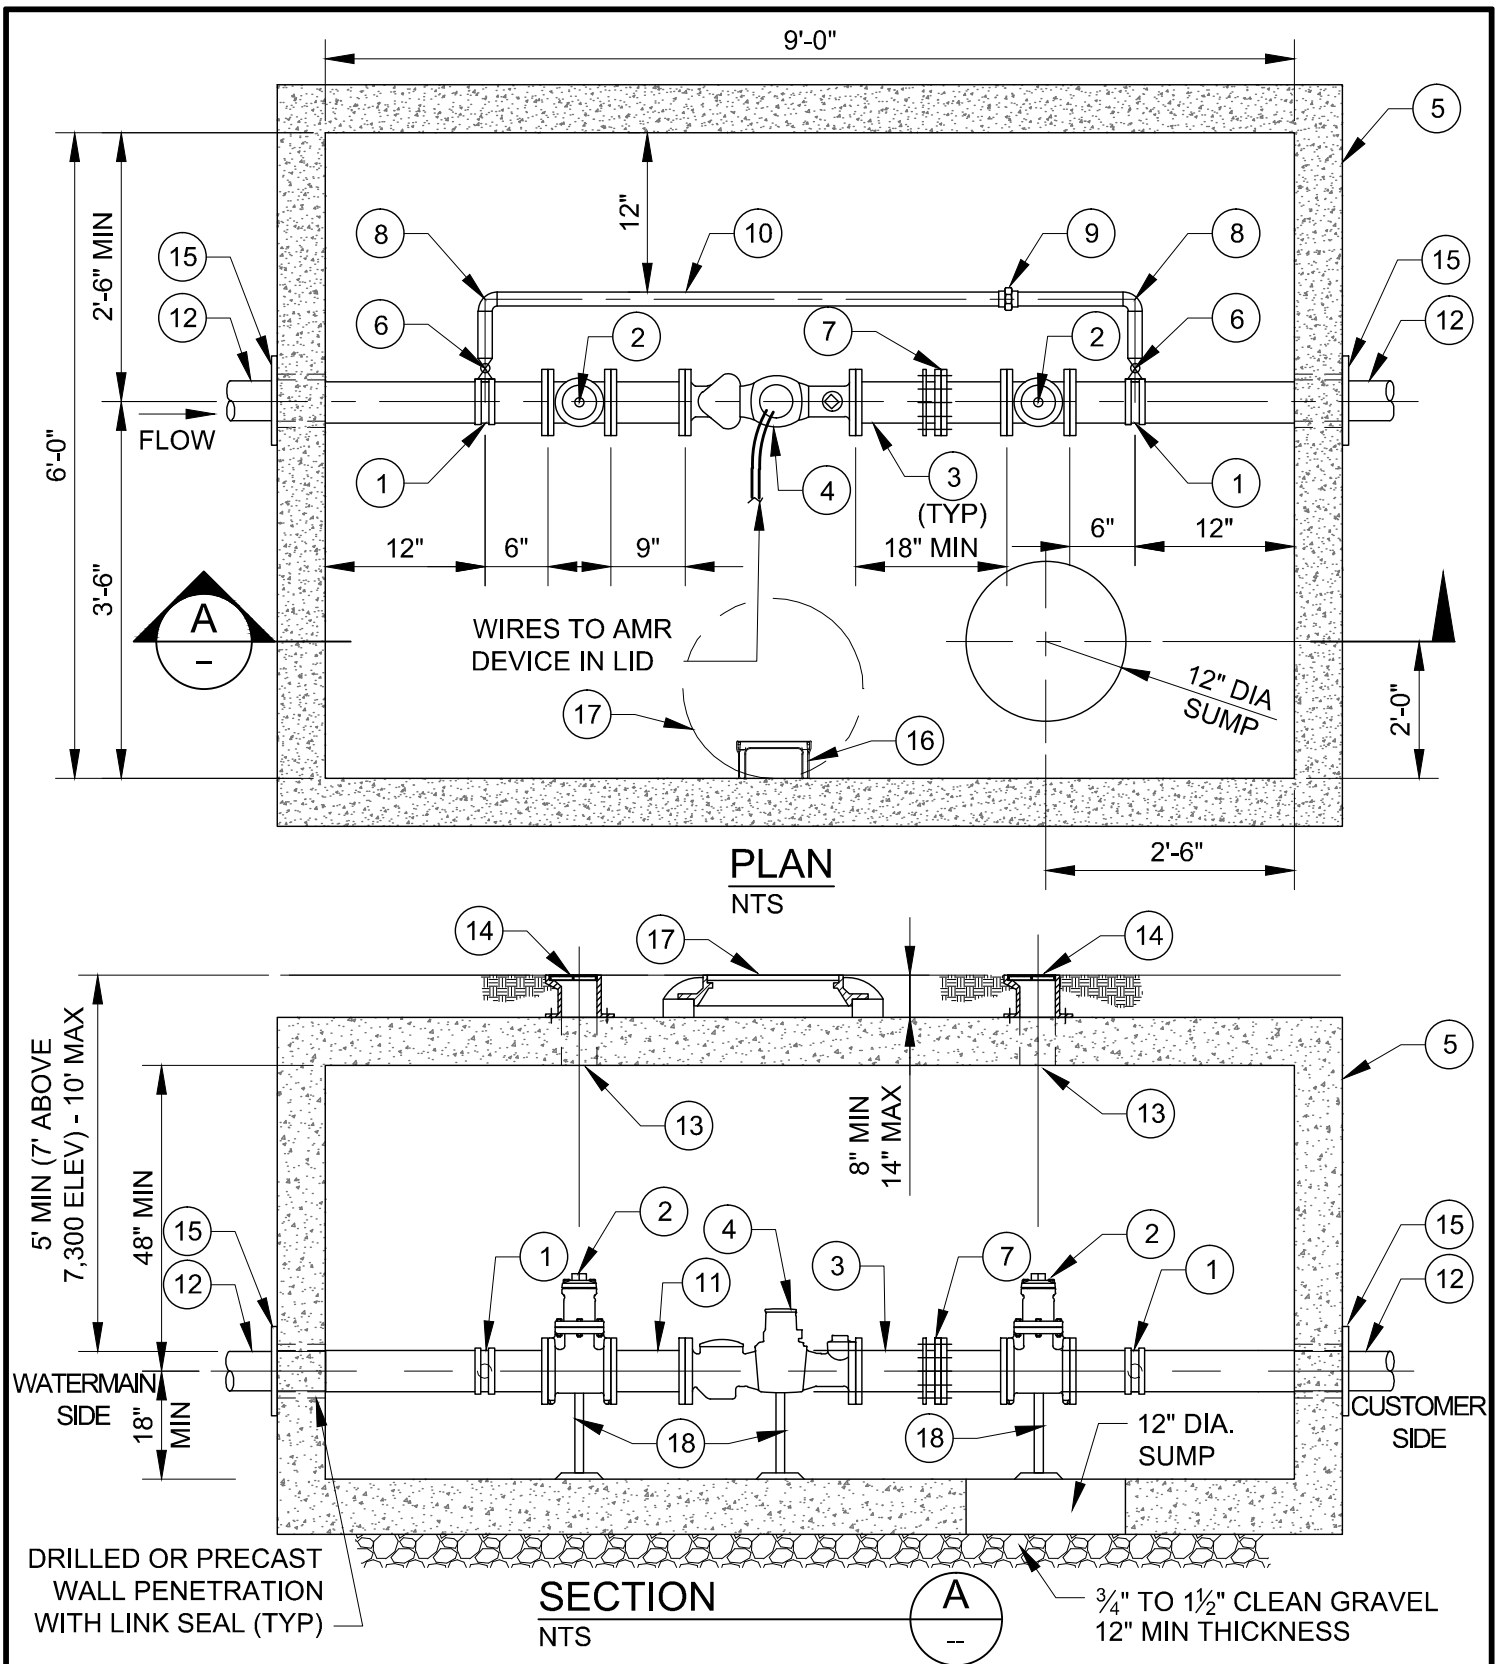 9'-0"
5
2'-6" MIN
12"
8
10
9
8
15
15
6
2
7
2
6
12
12
6'-0"
FLOW
1
4
3
(TYP)
1
12"
6"
9"
18" MIN
6"
12"
3'-6"
A
-
WIRES TO AMR
DEVICE IN LID
12" DIA
SUMP
2'-0"
17
16
PLAN
NTS
2'-6"
14
17
14
5
5' MIN (7' ABOVE
7,300 ELEV) - 10' MAX
48" MIN
13
8" MIN
14" MAX
13
15
2
4
2
15
12
1
11
3
7
1
12
WATERMAIN
SIDE
18"
MIN
18
18
12" DIA.
SUMP
CUSTOMER
SIDE
DRILLED OR PRECAST
WALL PENETRATION
WITH LINK SEAL (TYP)
SECTION
NTS
A
--
¾" TO 1½" CLEAN GRAVEL
12" MIN THICKNESS